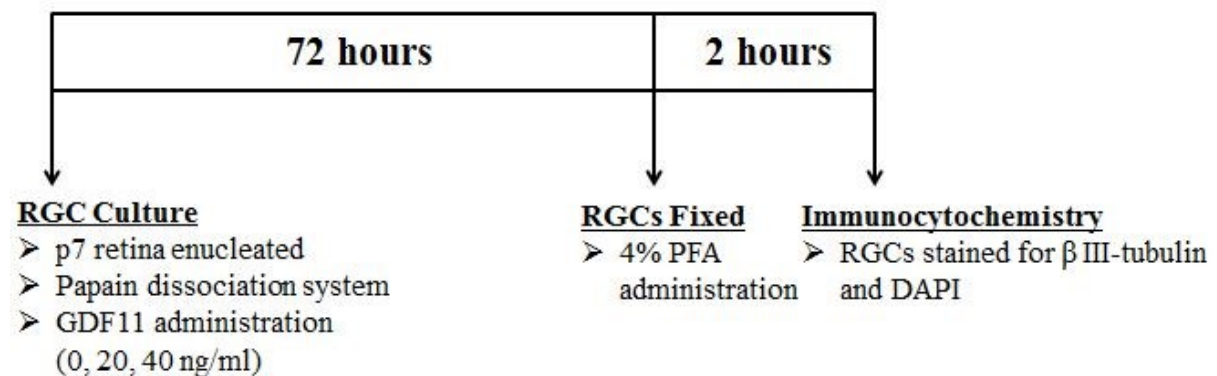 72 hours
2 hours
RGC Culture
➢ p7 retina enucleated
➢ Papain dissociation system
➢ GDF11 administration
(0, 20, 40 ng/ml)
RGCs Fixed
➢ 4% PFA
administration
Immunocytochemistry
➢ RGCs stained for β III-tubulin
and DAPI